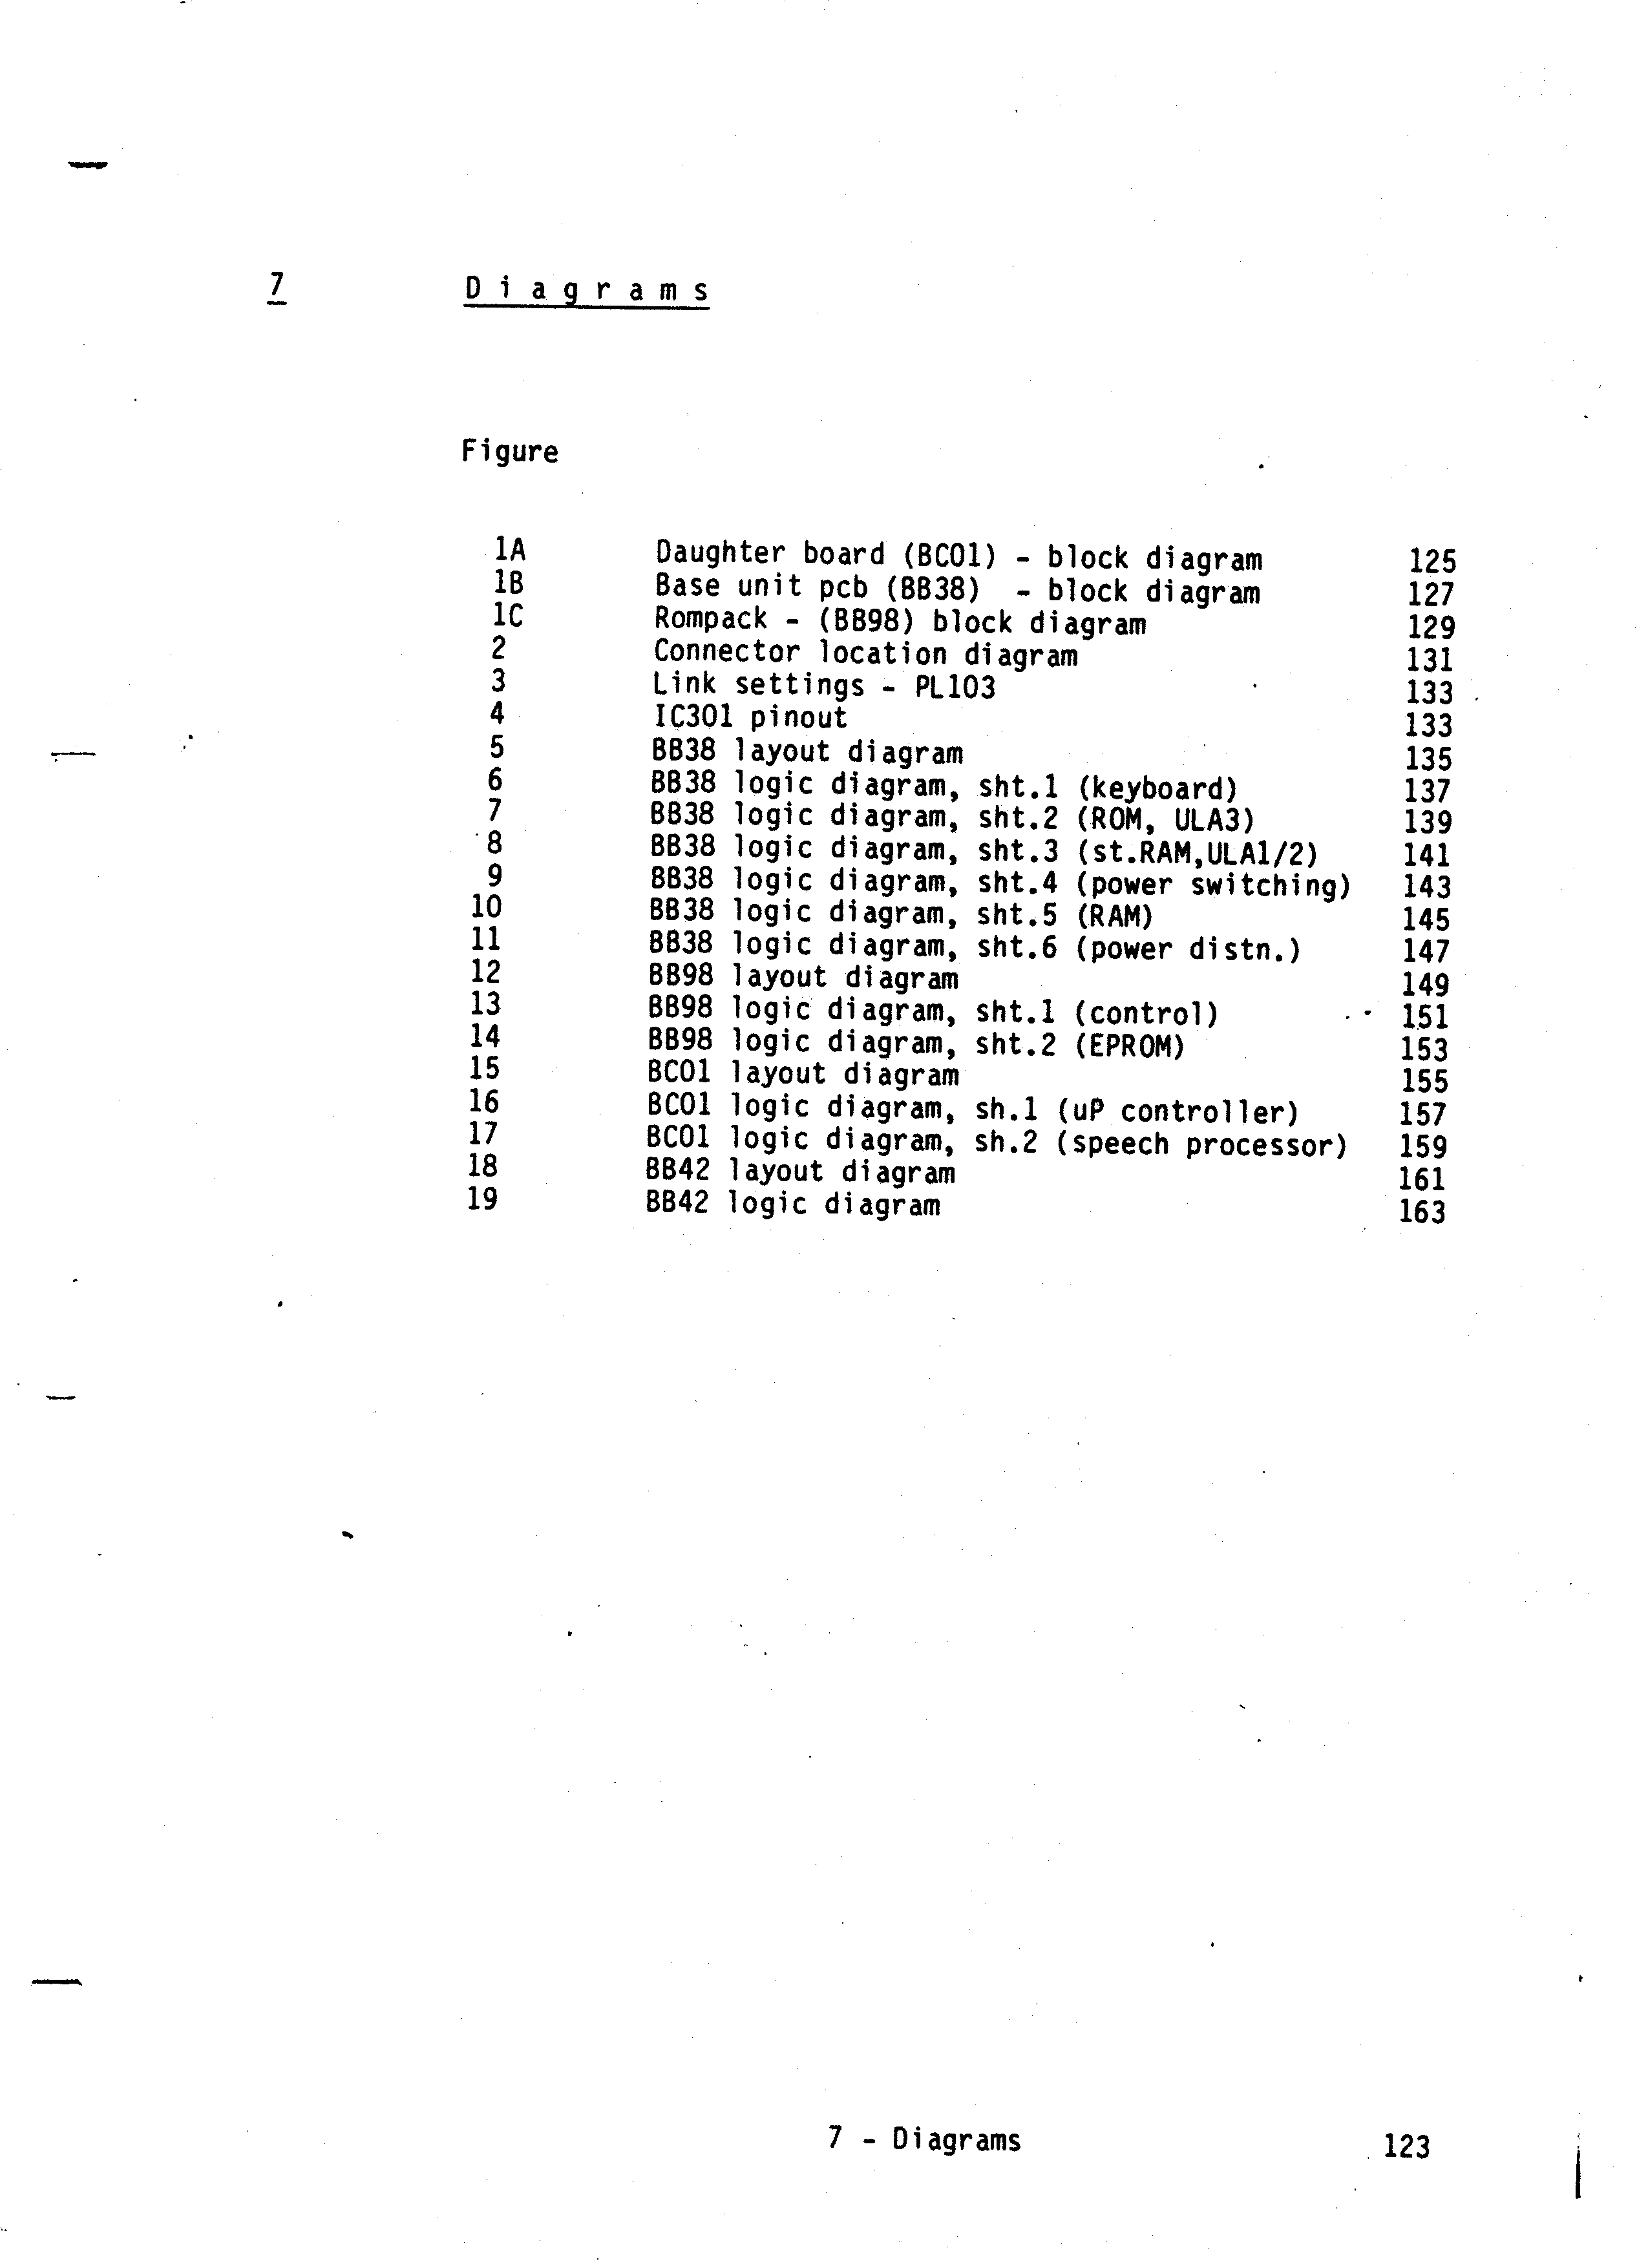 7 D i a g r a m s
Figure
1A Daughter board (BC01) - block diagram 125
1B Base unit pcb (BB38) - block diagram 127
1C Rompack - (BB98) block diagram 129
2 Connector location diagram 131
3 Link settings - PL103 133
4 IC301 pinout 133
5 BB38 layout diagram 135
6 BB38 logic diagram, sht.1 (keyboard) 137
7 BB38 logic diagram, sht.2 (ROM, ULA3) 139
8 BB38 logic diagram, sht.3 (st.RAM,ULA1/2) 141
9 BB38 logic diagram, sht.4 (power switching) 143
10 BB38 logic diagram, sht.5 (RAM) 145
11 BB38 logic diagram, sht.6 (power distn.) 147
12 BB98 layout diagram 149
13 BB98 logic diagram, sht.1 (control) 151
14 BB98 logic diagram, sht.2 (EPROM) 153
15 BC01 layout diagram 155
16 BC01 logic diagram, sh.1 (uP controller) 157
17 BC01 logic diagram, sh.2 (speech processor) 159
18 BB42 layout diagram 161
19 BB42 logic diagram 163
7 - Diagrams 123